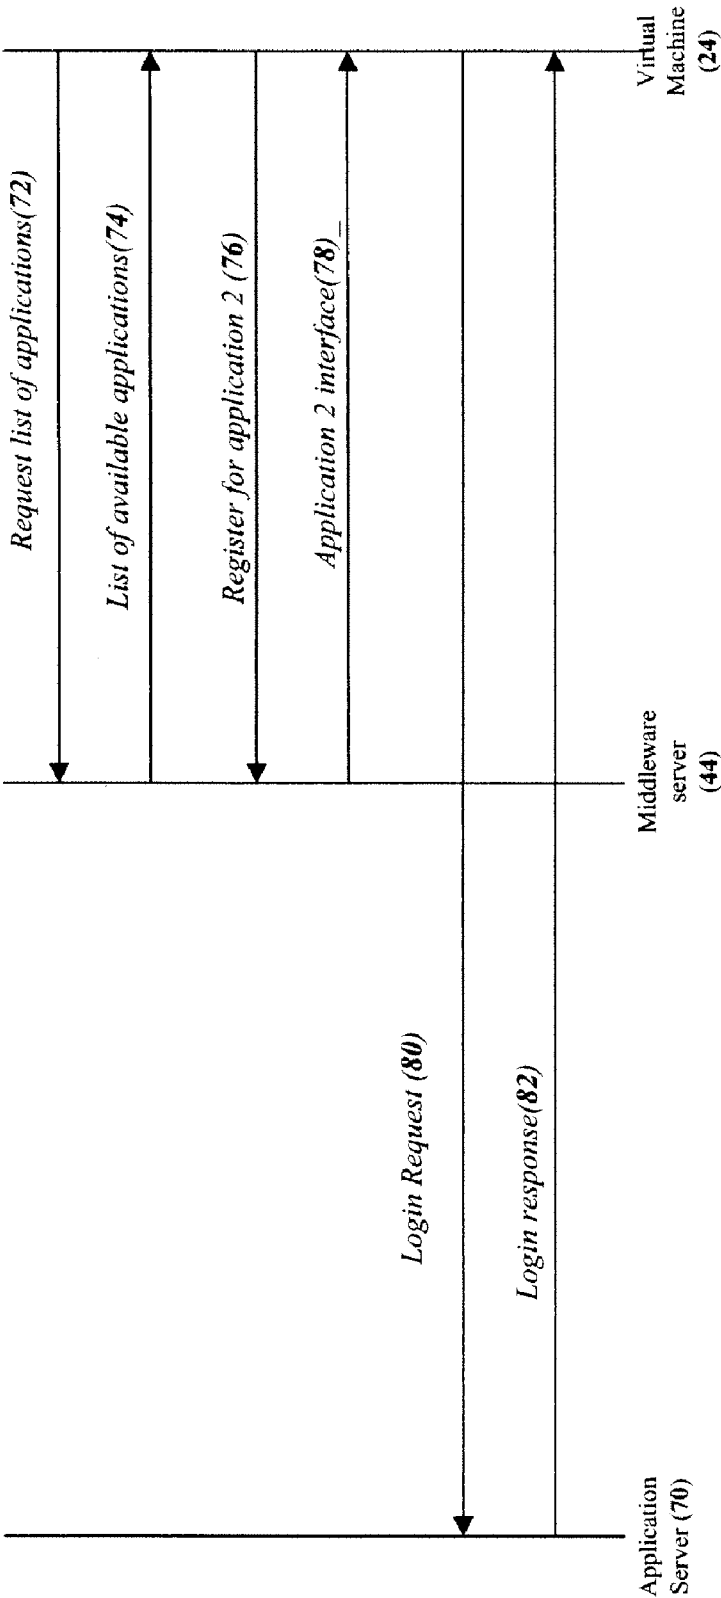 Request list of applications(72)
List of available applications(74)
Register for application 2 (76)
Application 2 interface(78)_
Login Request (80)
Login response(82)
Application
Server (70)
Middleware
server
(44)
Virtual
Machine
(24)